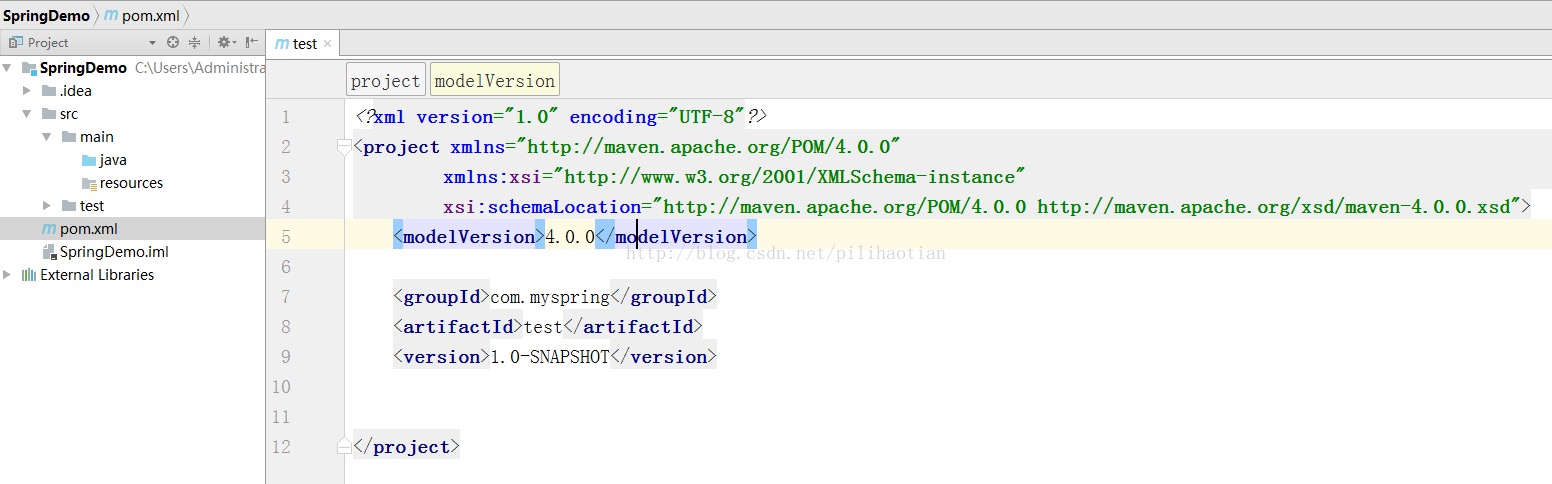 SpringDemo pom.xml
Project
test
SpringDemo C:\Users\Administra
.idea
src
main
java
resources
test
pom.xml
SpringDemo.iml
External Libraries
project modelVersion
1 <?xml version="1.0" encoding="UTF-8"?>
2 <project xmlns="http://maven.apache.org/POM/4.0.0"
3 xmlns:xsi="http://www.w3.org/2001/XMLSchema-instance"
4 xsi:schemaLocation="http://maven.apache.org/POM/4.0.0 http://maven.apache.org/xsd/maven-4.0.0.xsd">
5 <modelVersion>4.0.0</modelVersion>
http://blog.csdn.net/pilihaotian
6
7 <groupId>com.myspring</groupId>
8 <artifactId>test</artifactId>
9 <version>1.0-SNAPSHOT</version>
10
11
12 </project>